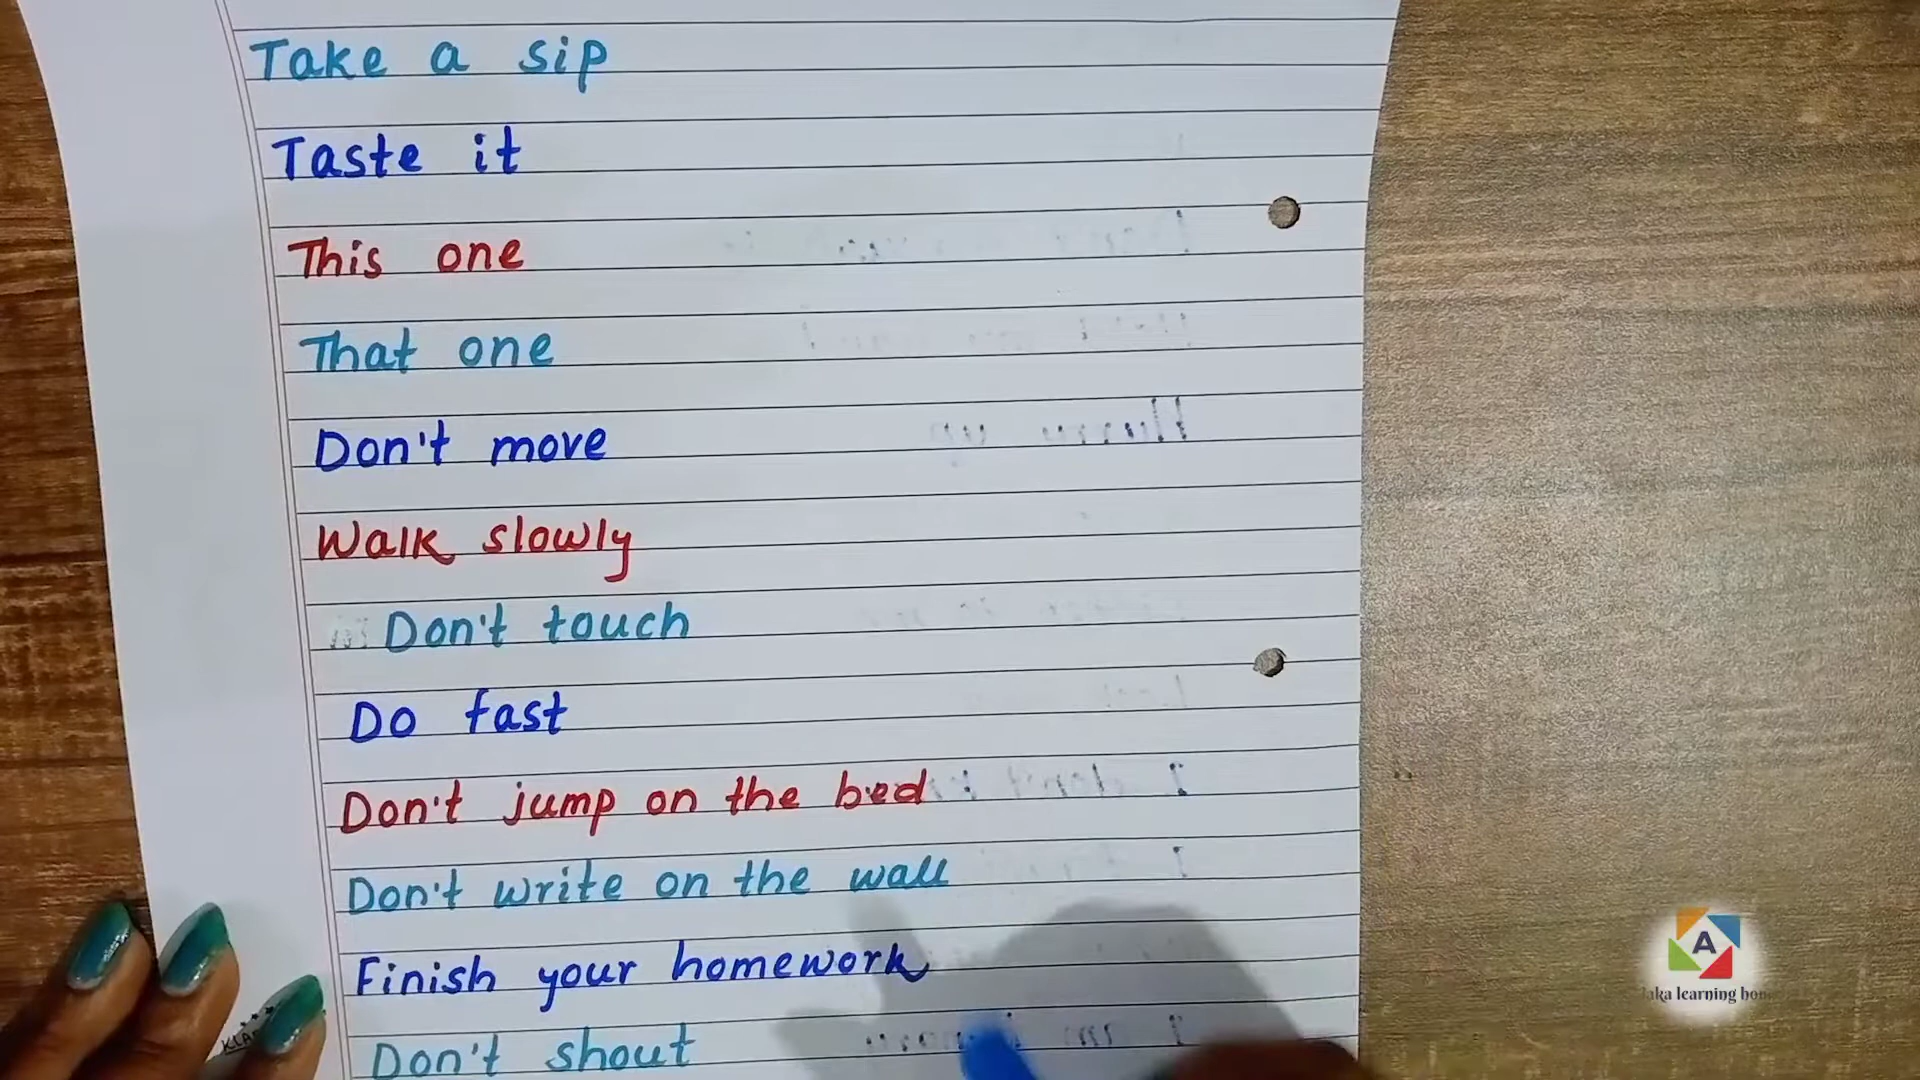 Take a sip
Taste it
This one
That one
Don't move
Walk slowly
Don't touch
Do fast
Don't jump on the bed
Don't write on the wall
Finish your homework
Don't shout
A
learning